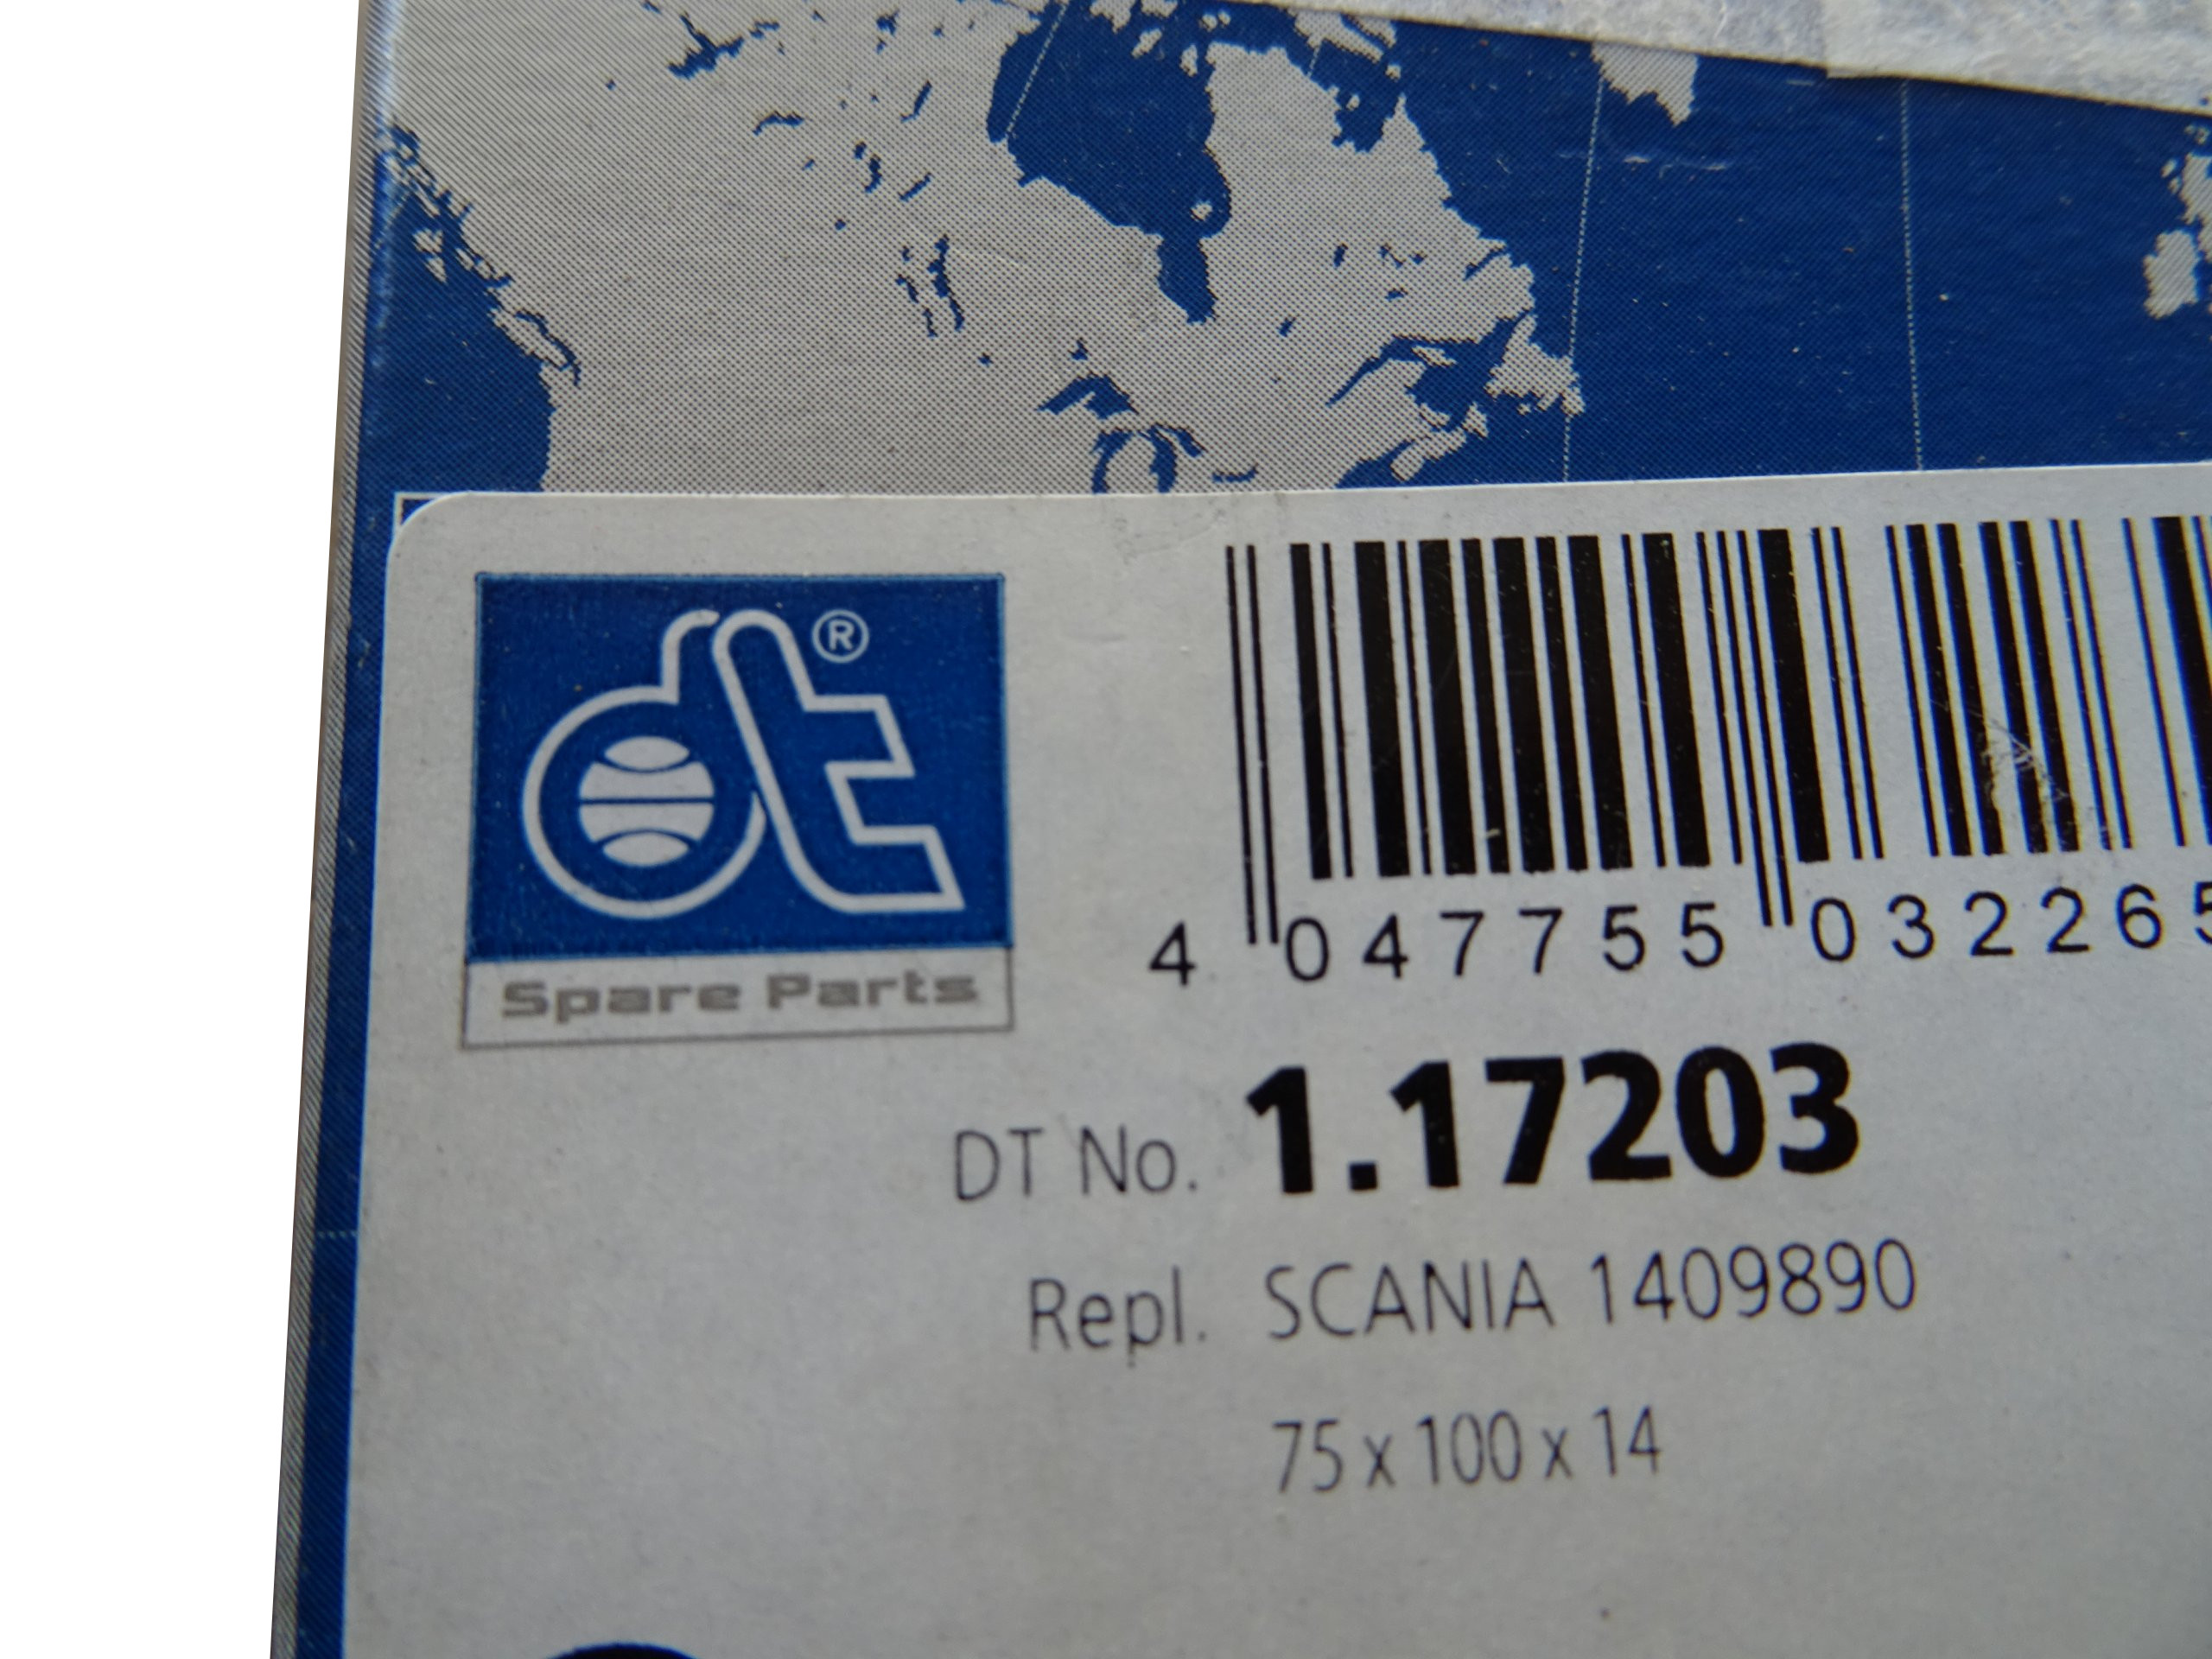 dt®
Spare Parts
4 047755 032265
DT No. 1.17203
Repl. SCANIA 1409890
75 x 100 x 14